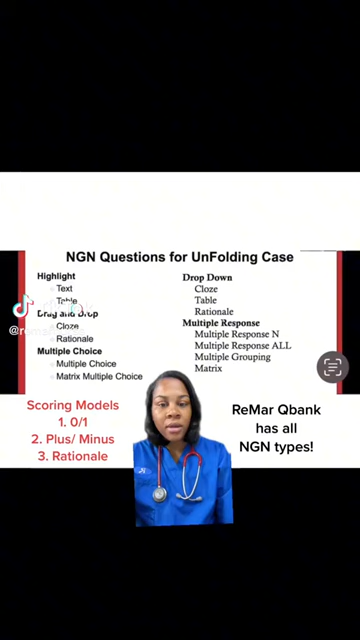 NGN Questions for UnFolding Case
Highlight
Text
Table
Drag and Drop
Cloze
Rationale
Multiple Choice
Multiple Choice
Matrix Multiple Choice
Drop Down
Cloze
Table
Rationale
Multiple Response
Multiple Response N
Multiple Response ALL
Multiple Grouping
Matrix
Scoring Models
1. 0/1
2. Plus/ Minus
3. Rationale
ReMar Qbank
has all
NGN types!